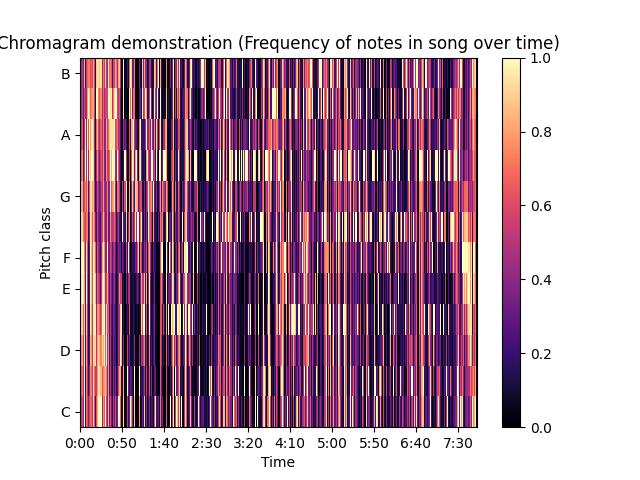 Chromagram demonstration (Frequency of notes in song over time)
B
A
G
F
E
D
C
Pitch class
0:00 0:50 1:40 2:30 3:20 4:10 5:00 5:50 6:40 7:30
Time
1.0
0.8
0.6
0.4
0.2
0.0